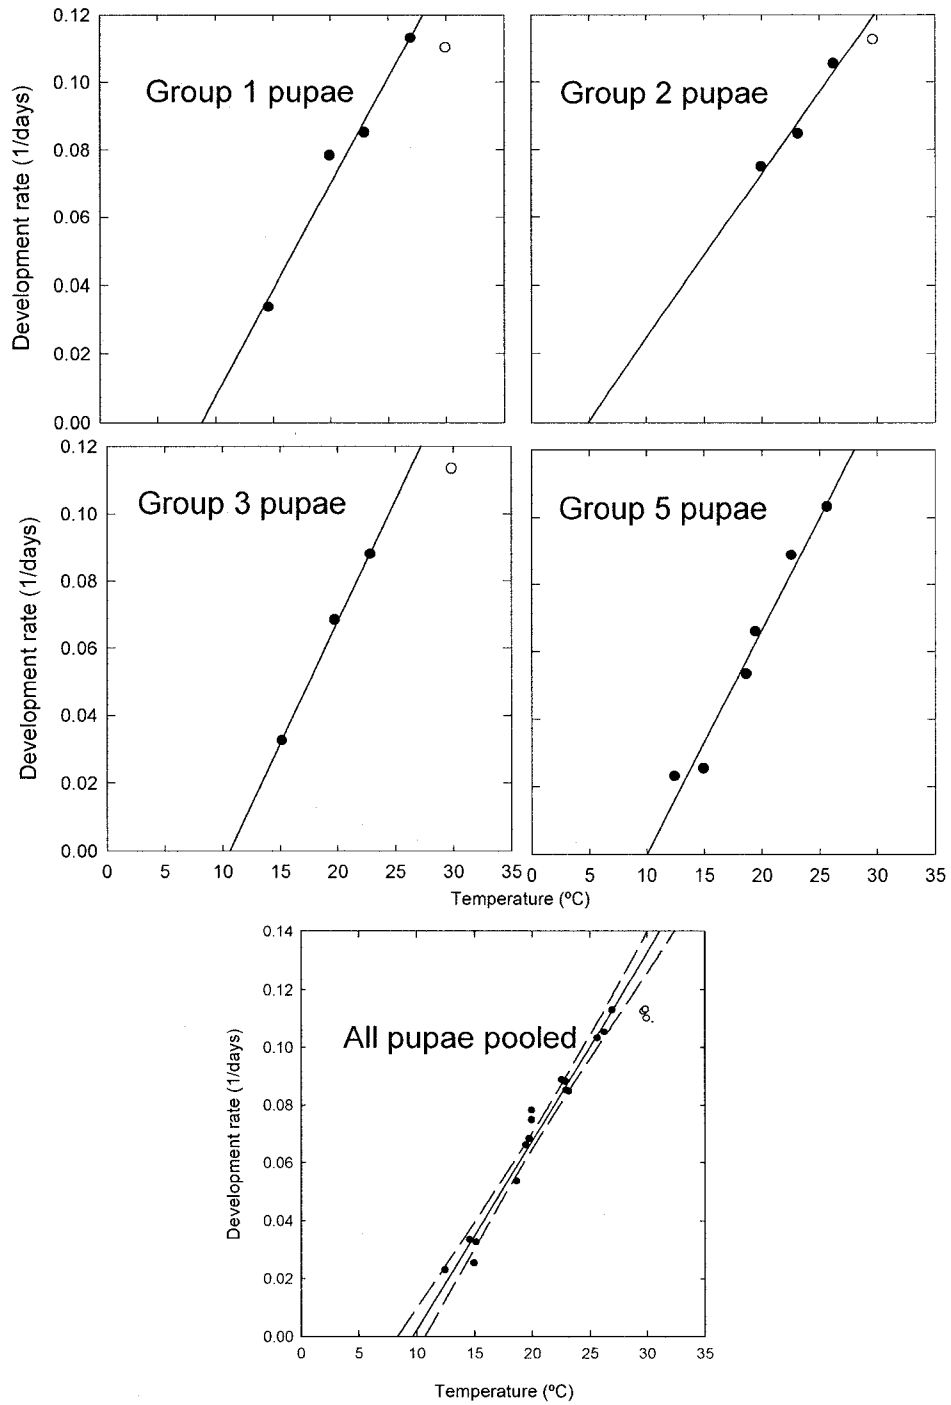 0.12
0.10
0.08
0.06
0.04
0.02
0.00
Development rate (1/days)
Group 1 pupae
Group 2 pupae
0.12
0.10
0.08
0.06
0.04
0.02
0.00
Development rate (1/days)
Group 3 pupae
Group 5 pupae
0 5 10 15 20 25 30 35 0 5 10 15 20 25 30 35
Temperature (ºC)
0.14
0.12
0.10
0.08
0.06
0.04
0.02
0.00
Development rate (1/days)
All pupae pooled
0 5 10 15 20 25 30 35
Temperature (ºC)